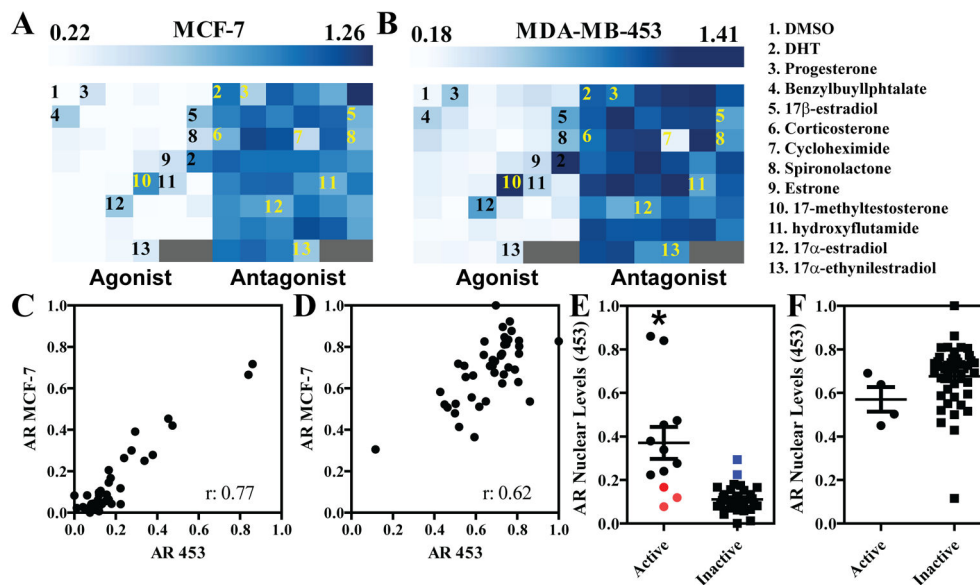 A
0.22 MCF-7 1.26
1 3 2 3
4 5 5
8 6 7 8
9 2
10 11 11
12 12
13 13
Agonist Antagonist
B
0.18 MDA-MB-453 1.41
1 3 2 3
4 5 5
8 6 7 8
9 2
10 11 11
12 12
13 13
Agonist Antagonist
1. DMSO
2. DHT
3. Progesterone
4. Benzylbuyllphtalate
5. 17β-estradiol
6. Corticosterone
7. Cycloheximide
8. Spironolactone
9. Estrone
10. 17-methyltestosterone
11. hydroxyflutamide
12. 17α-estradiol
13. 17α-ethynilestradiol
C
AR MCF-7
1.0
0.8
0.6
0.4
0.2
0.0
r: 0.77
0.0 0.2 0.4 0.6 0.8 1.0
AR 453
D
AR MCF-7
1.0
0.8
0.6
0.4
0.2
0.0
r: 0.62
0.0 0.2 0.4 0.6 0.8 1.0
AR 453
E
AR Nuclear Levels (453)
1.0
0.8
0.6
0.4
0.2
0.0
*
Active Inactive
F
AR Nuclear Levels (453)
1.0
0.8
0.6
0.4
0.2
0.0
Active Inactive